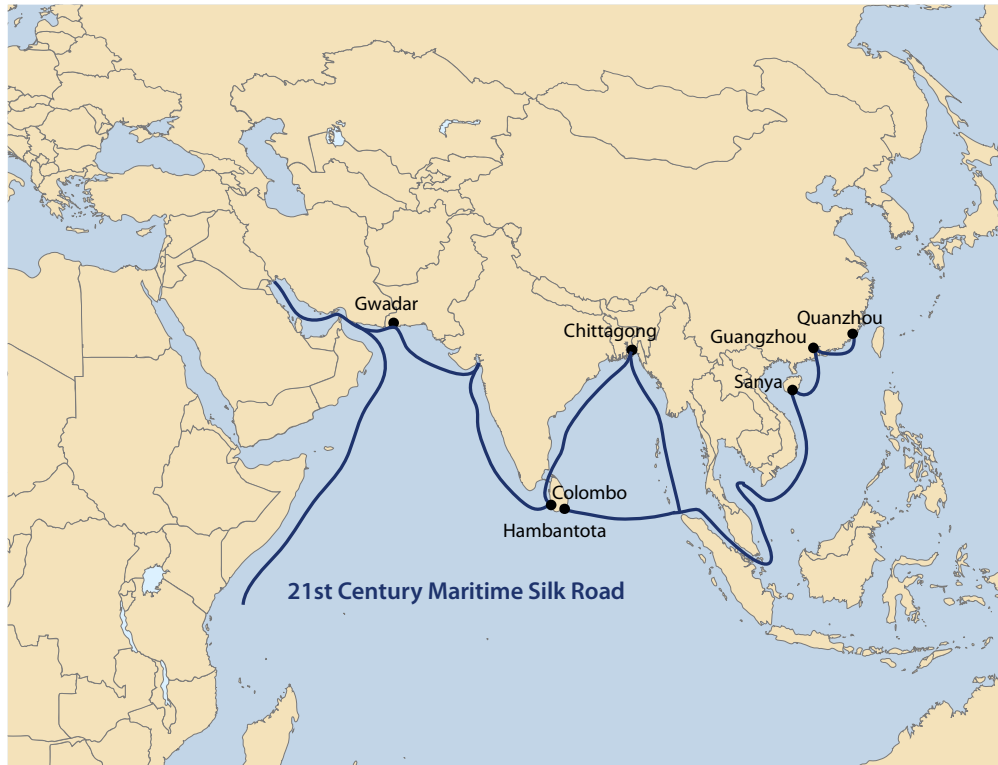 Gwadar
Quanzhou
Chittagong
Guangzhou
Sanya
Colombo
Hambantota
21st Century Maritime Silk Road